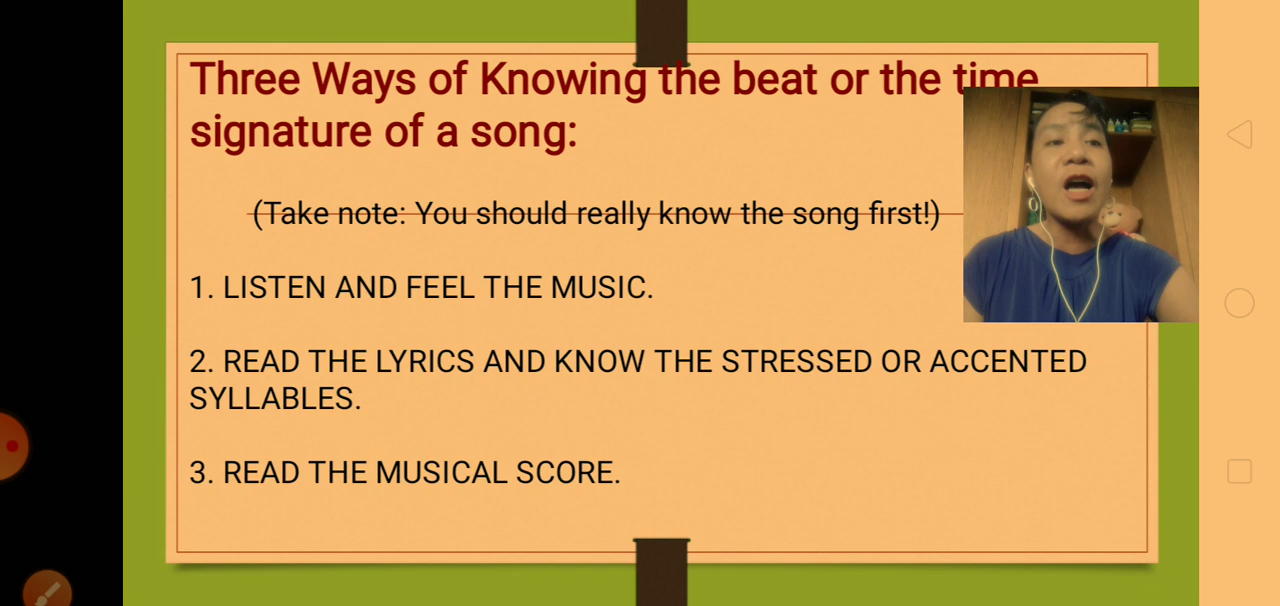 Three Ways of Knowing the beat or the time
signature of a song:
(Take note: You should really know the song first!)
1. LISTEN AND FEEL THE MUSIC.
2. READ THE LYRICS AND KNOW THE STRESSED OR ACCENTED
SYLLABLES.
3. READ THE MUSICAL SCORE.